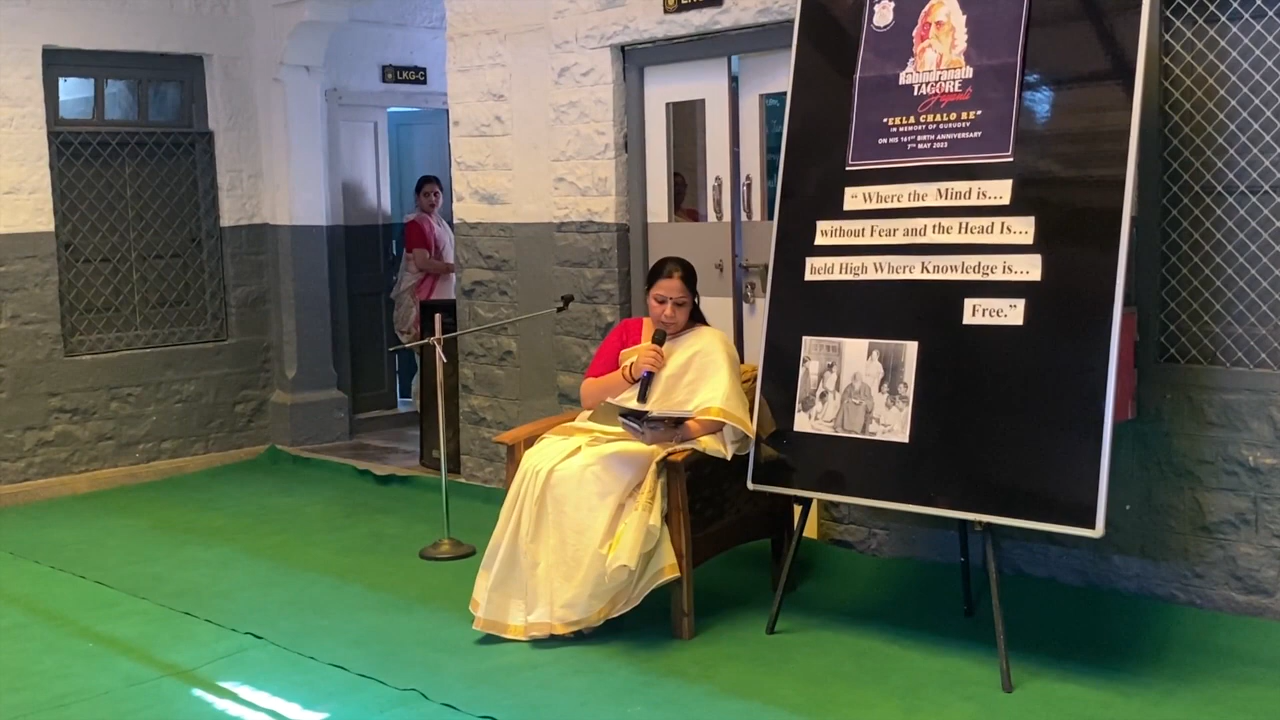 LKG-C
Rabindranath
TAGORE
Jayanti
"EKLA CHALO RE"
IN MEMORY OF GURUDEV
ON HIS 161ST BIRTH ANNIVERSARY
7TH MAY 2023
“ Where the Mind is...
without Fear and the Head Is...
held High Where Knowledge is...
Free.”